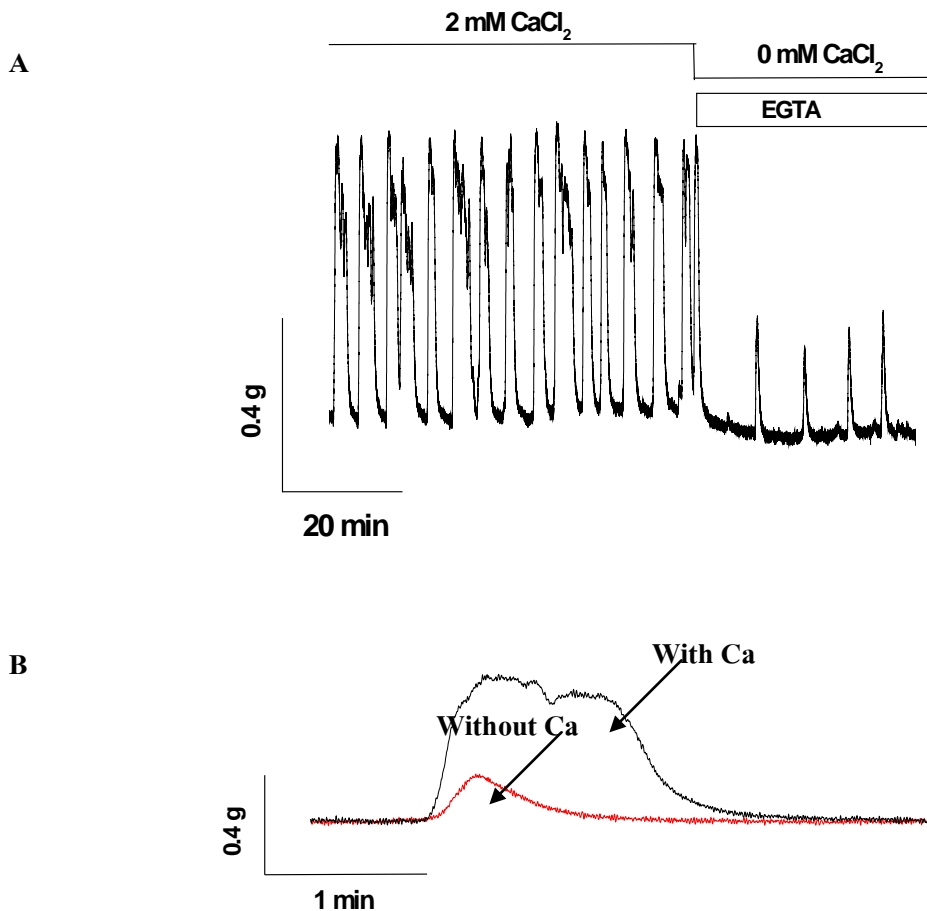 2 mM CaCl₂
A
0 mM CaCl₂
EGTA
0.4 g
20 min
B
With Ca
Without Ca
0.4 g
1 min